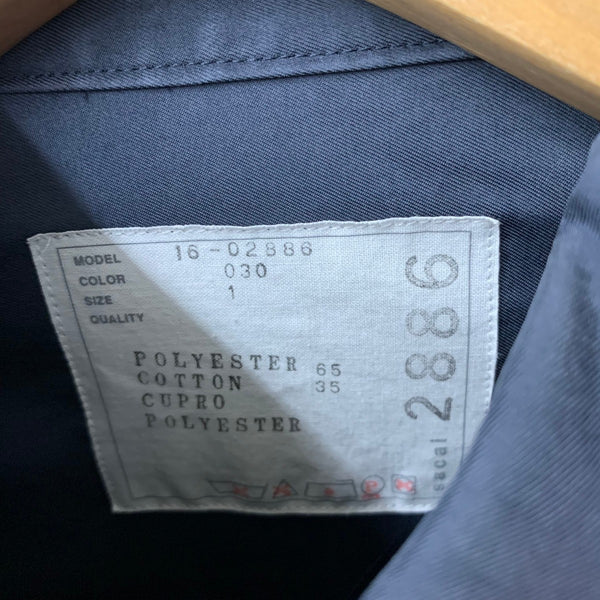 MODEL 16-02886
COLOR 030
SIZE 1
QUALITY
POLYESTER 65
COTTON 35
CUPRO
POLYESTER
sacai 2886